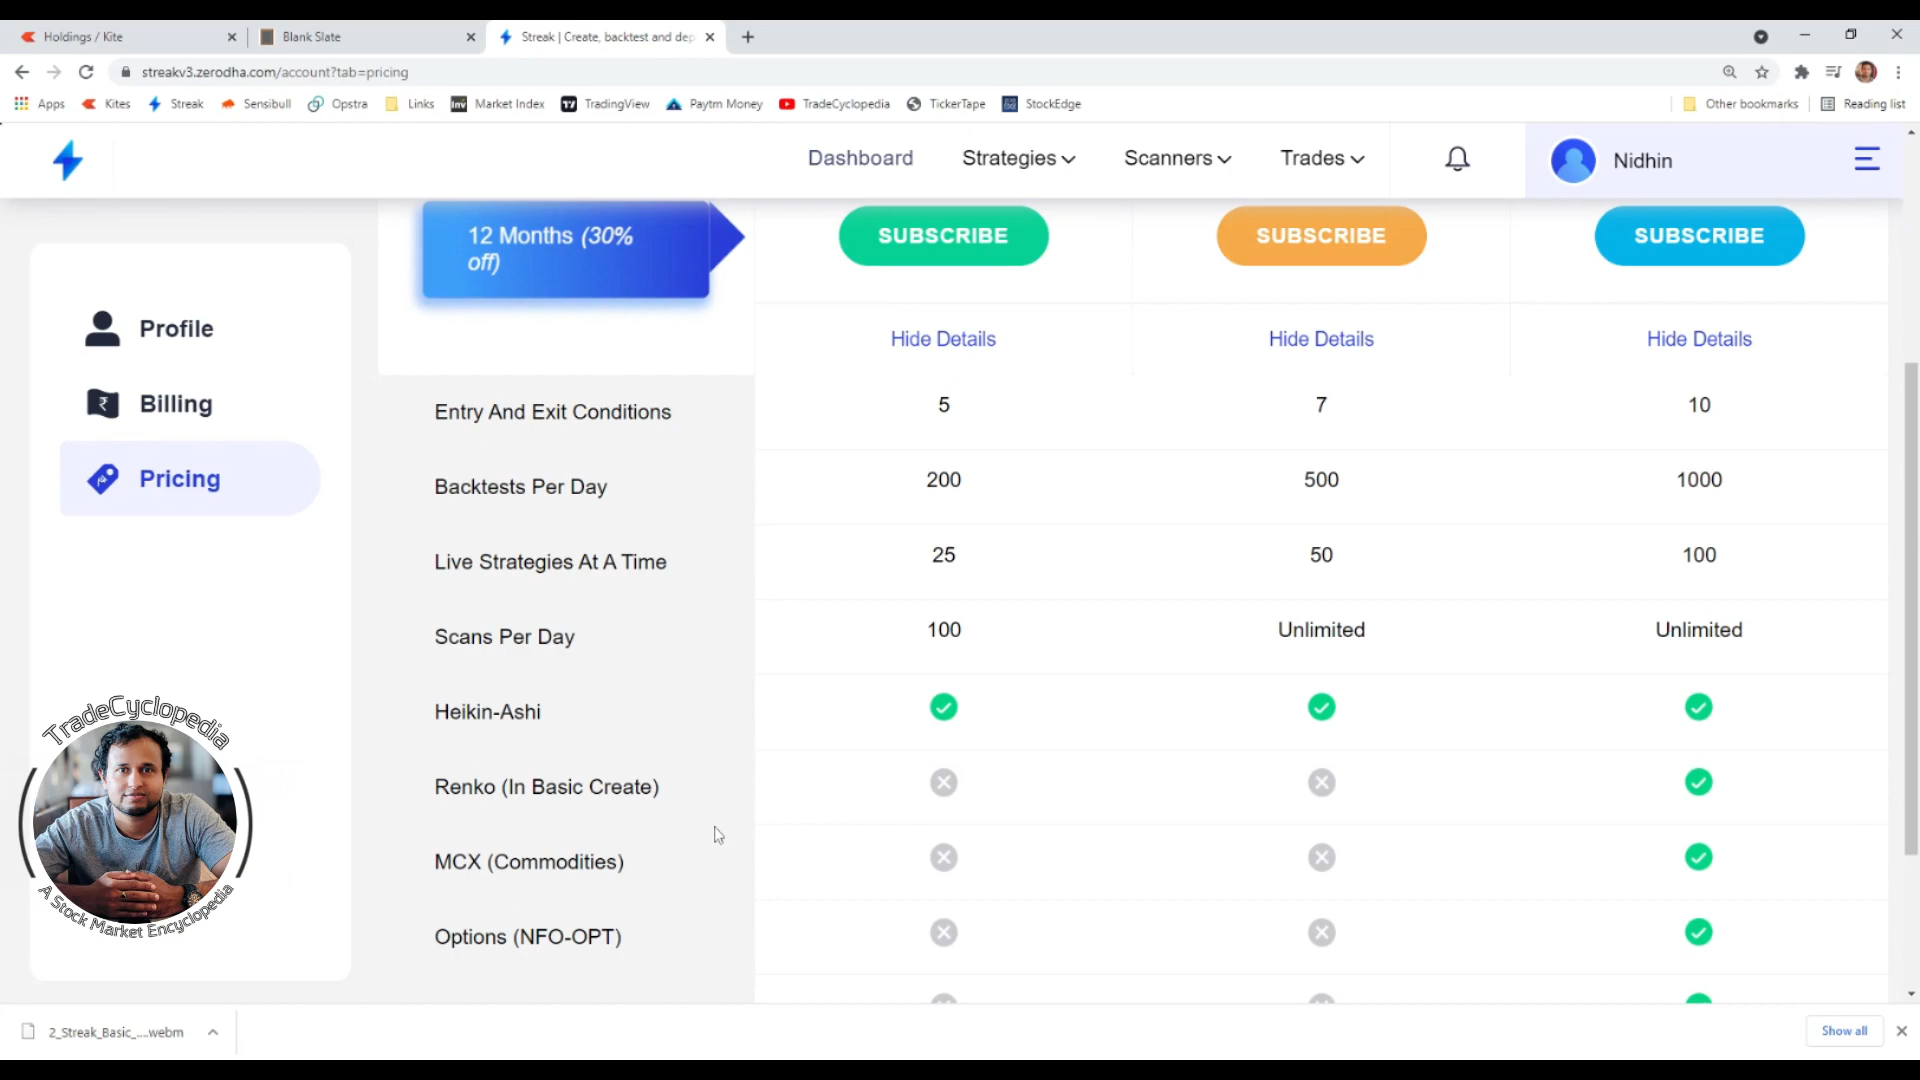 Holdings / Kite
Blank Slate
Streak | Create, backtest and dep
streakv3.zerodha.com/account?tab=pricing
Apps
Kites
Streak
Sensibull
Opstra
Links
Market Index
TradingView
Paytm Money
TradeCyclopedia
TickerTape
StockEdge
Other bookmarks
Reading list
Dashboard
Strategies
Scanners
Trades
Nidhin
12 Months (30%
off)
SUBSCRIBE
SUBSCRIBE
SUBSCRIBE
Hide Details
Hide Details
Hide Details
Profile
Billing
Pricing
Entry And Exit Conditions
5
7
10
Backtests Per Day
200
500
1000
Live Strategies At A Time
25
50
100
Scans Per Day
100
Unlimited
Unlimited
Heikin-Ashi
Renko (In Basic Create)
MCX (Commodities)
Options (NFO-OPT)
TradeCyclopedia
A Stock Market Encyclopedia
2_Streak_Basic_....webm
Show all